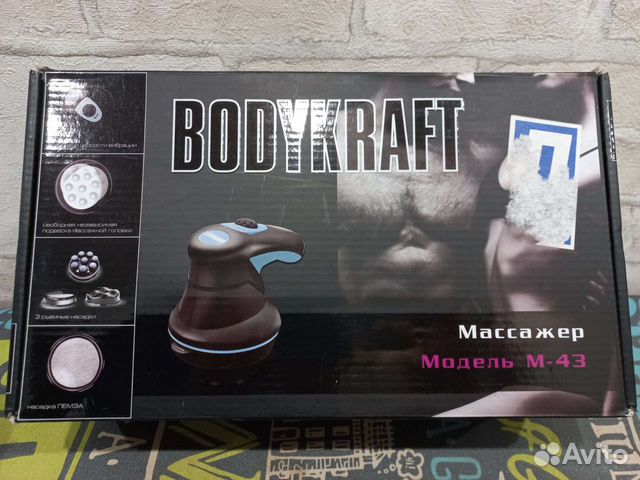 BODYKRAFT
скорости вибрации
свободная независимая
подвеска массажной головки
3 съемные насадки
насадка ПЕМЗА
Массажер
Модель М-43
Avito